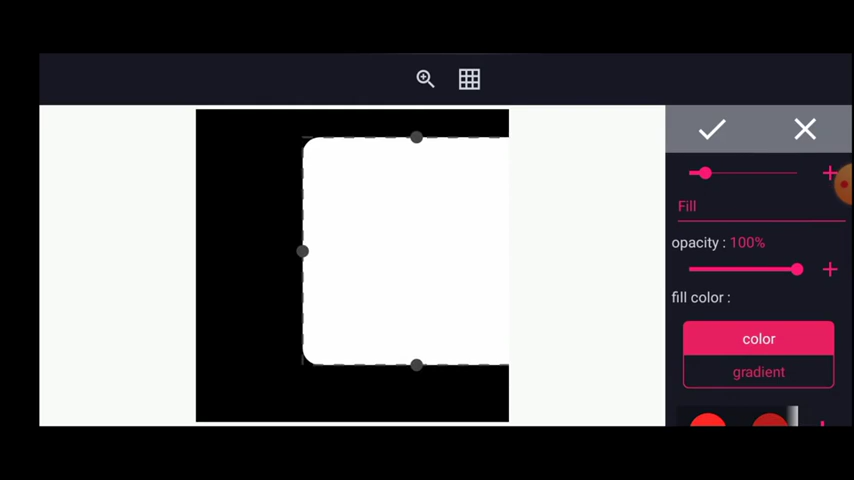 Fill
opacity : 100%
fill color :
color
gradient